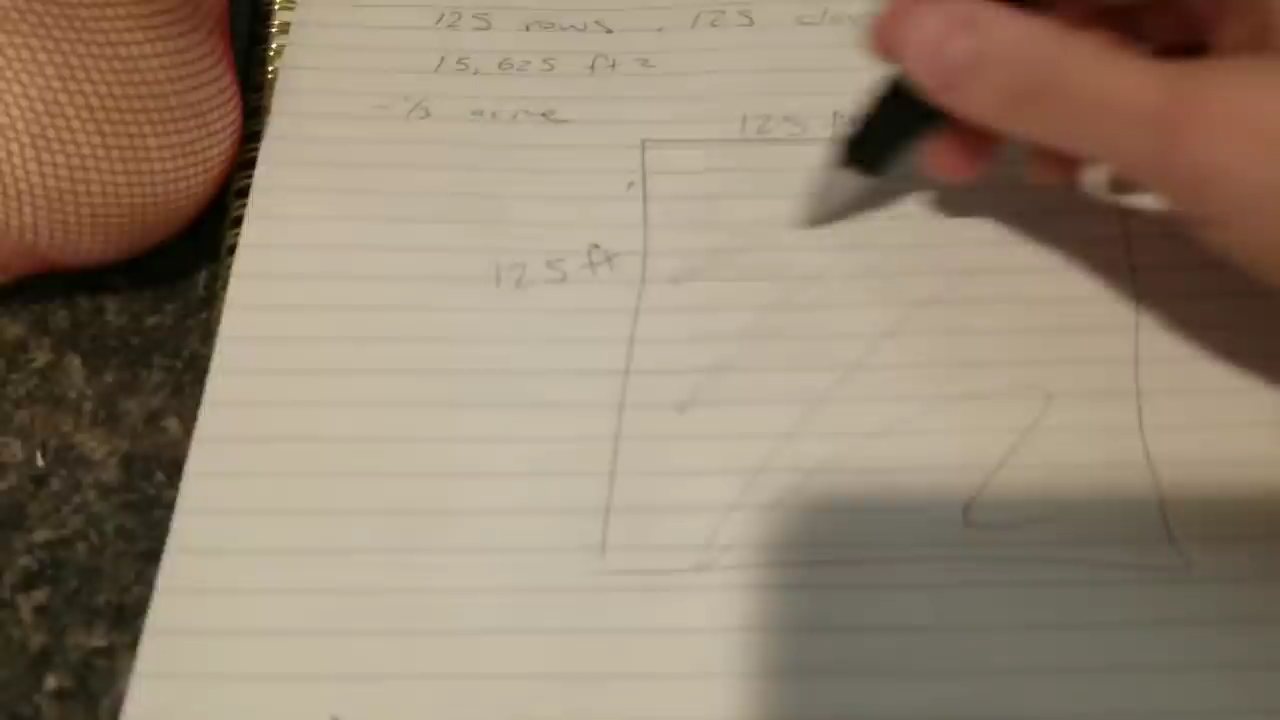 125 rows . 125
15,625 ft2
~ 1/3 acre
125
125 ft